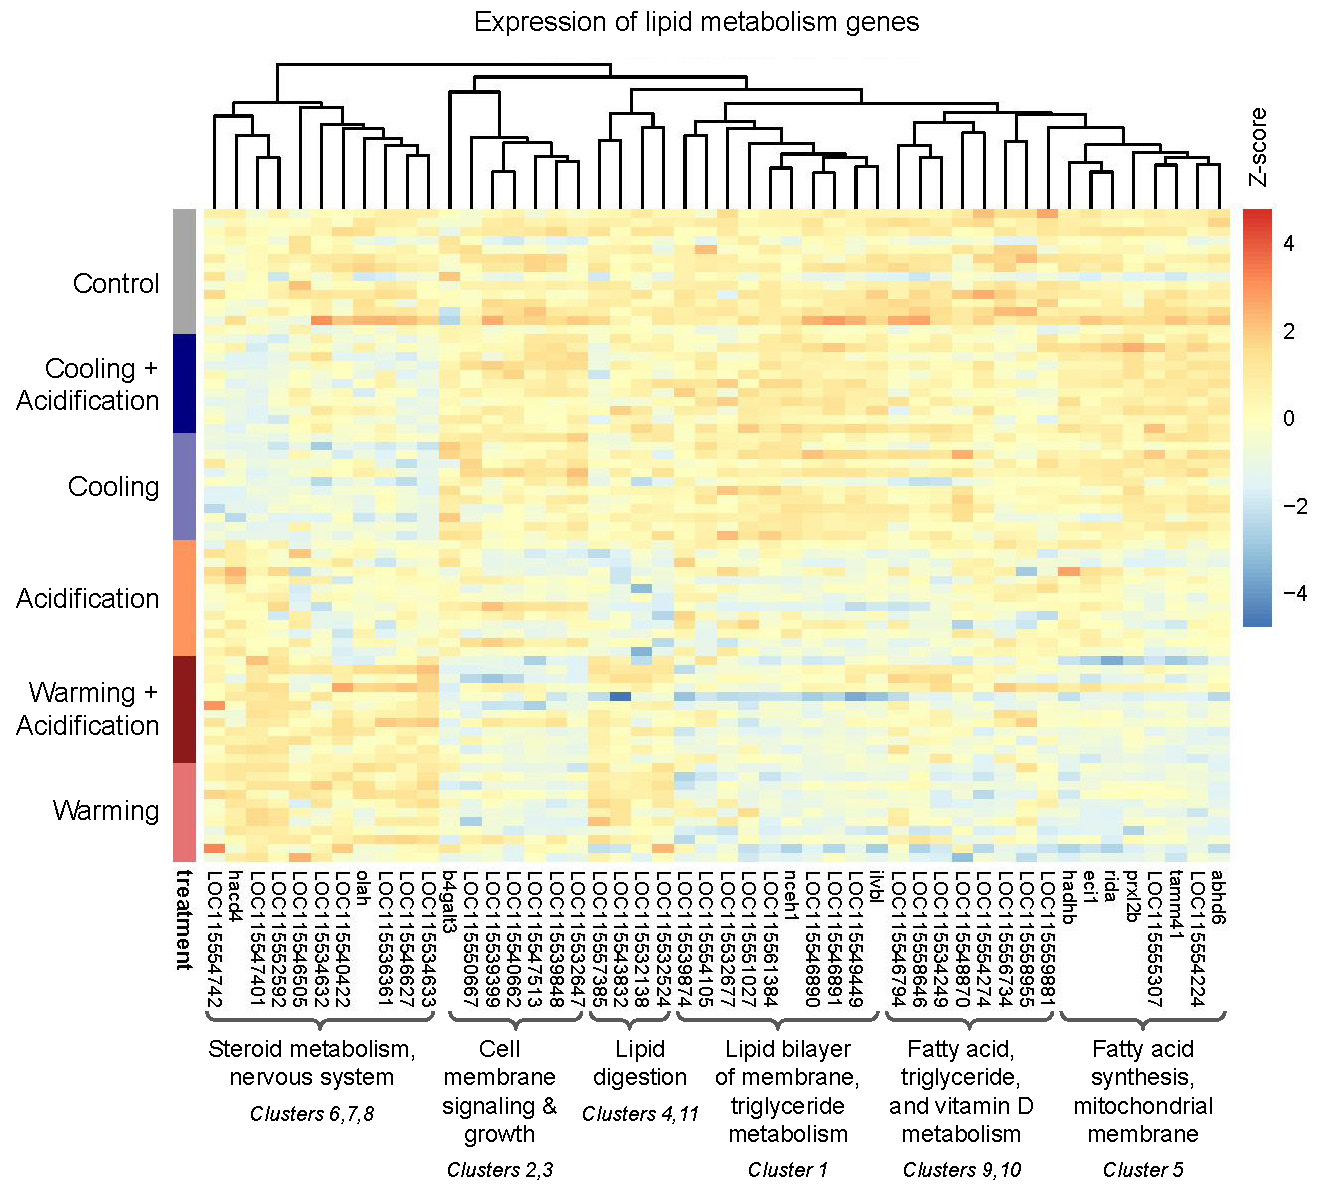 Expression of lipid metabolism genes
Z-score
4
2
0
−2
−4
Control
Cooling +
Acidification
Cooling
Acidification
Warming +
Acidification
Warming
treatment
LOC115554742
hacd4
LOC115547401
LOC115552592
LOC115546505
LOC115534632
LOC115540422
olah
LOC115536361
LOC115546627
LOC115534633
b4galt3
LOC115550667
LOC115539399
LOC115540662
LOC115547513
LOC115539848
LOC115532647
LOC115557385
LOC115543832
LOC115532138
LOC115532524
LOC115539874
LOC115554105
LOC115532677
LOC115551027
LOC115561384
nceh1
LOC115546890
LOC115546891
LOC115549449
ilvbl
LOC115546794
LOC115558646
LOC115534249
LOC115548870
LOC115554274
LOC115556734
LOC115558955
LOC115559881
hadhb
eci1
rida
prxl2b
LOC115555307
tamm41
LOC115554224
abhd6
Steroid metabolism,
nervous system
Clusters 6,7,8
Cell
membrane
signaling &
growth
Clusters 2,3
Lipid
digestion
Clusters 4,11
Lipid bilayer
of membrane,
triglyceride
metabolism
Cluster 1
Fatty acid,
triglyceride,
and vitamin D
metabolism
Clusters 9,10
Fatty acid
synthesis,
mitochondrial
membrane
Cluster 5